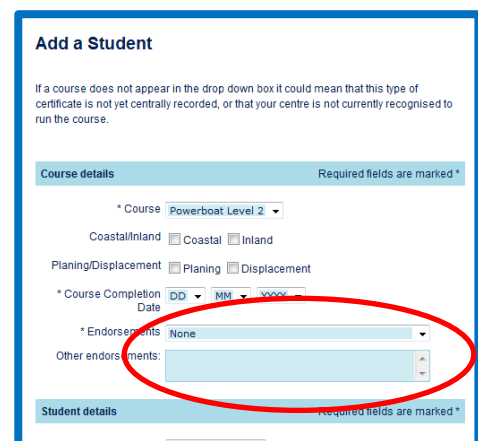 Add a Student
If a course does not appear in the drop down box it could mean that this type of
certificate is not yet centrally recorded, or that your centre is not currently recognised to
run the course.
Course details Required fields are marked *
* Course Powerboat Level 2
Coastal/Inland Coastal Inland
Planing/Displacement Planing Displacement
* Course Completion Date DD MM YYYY
* Endorsements None
Other endorsements:
Student details Required fields are marked *